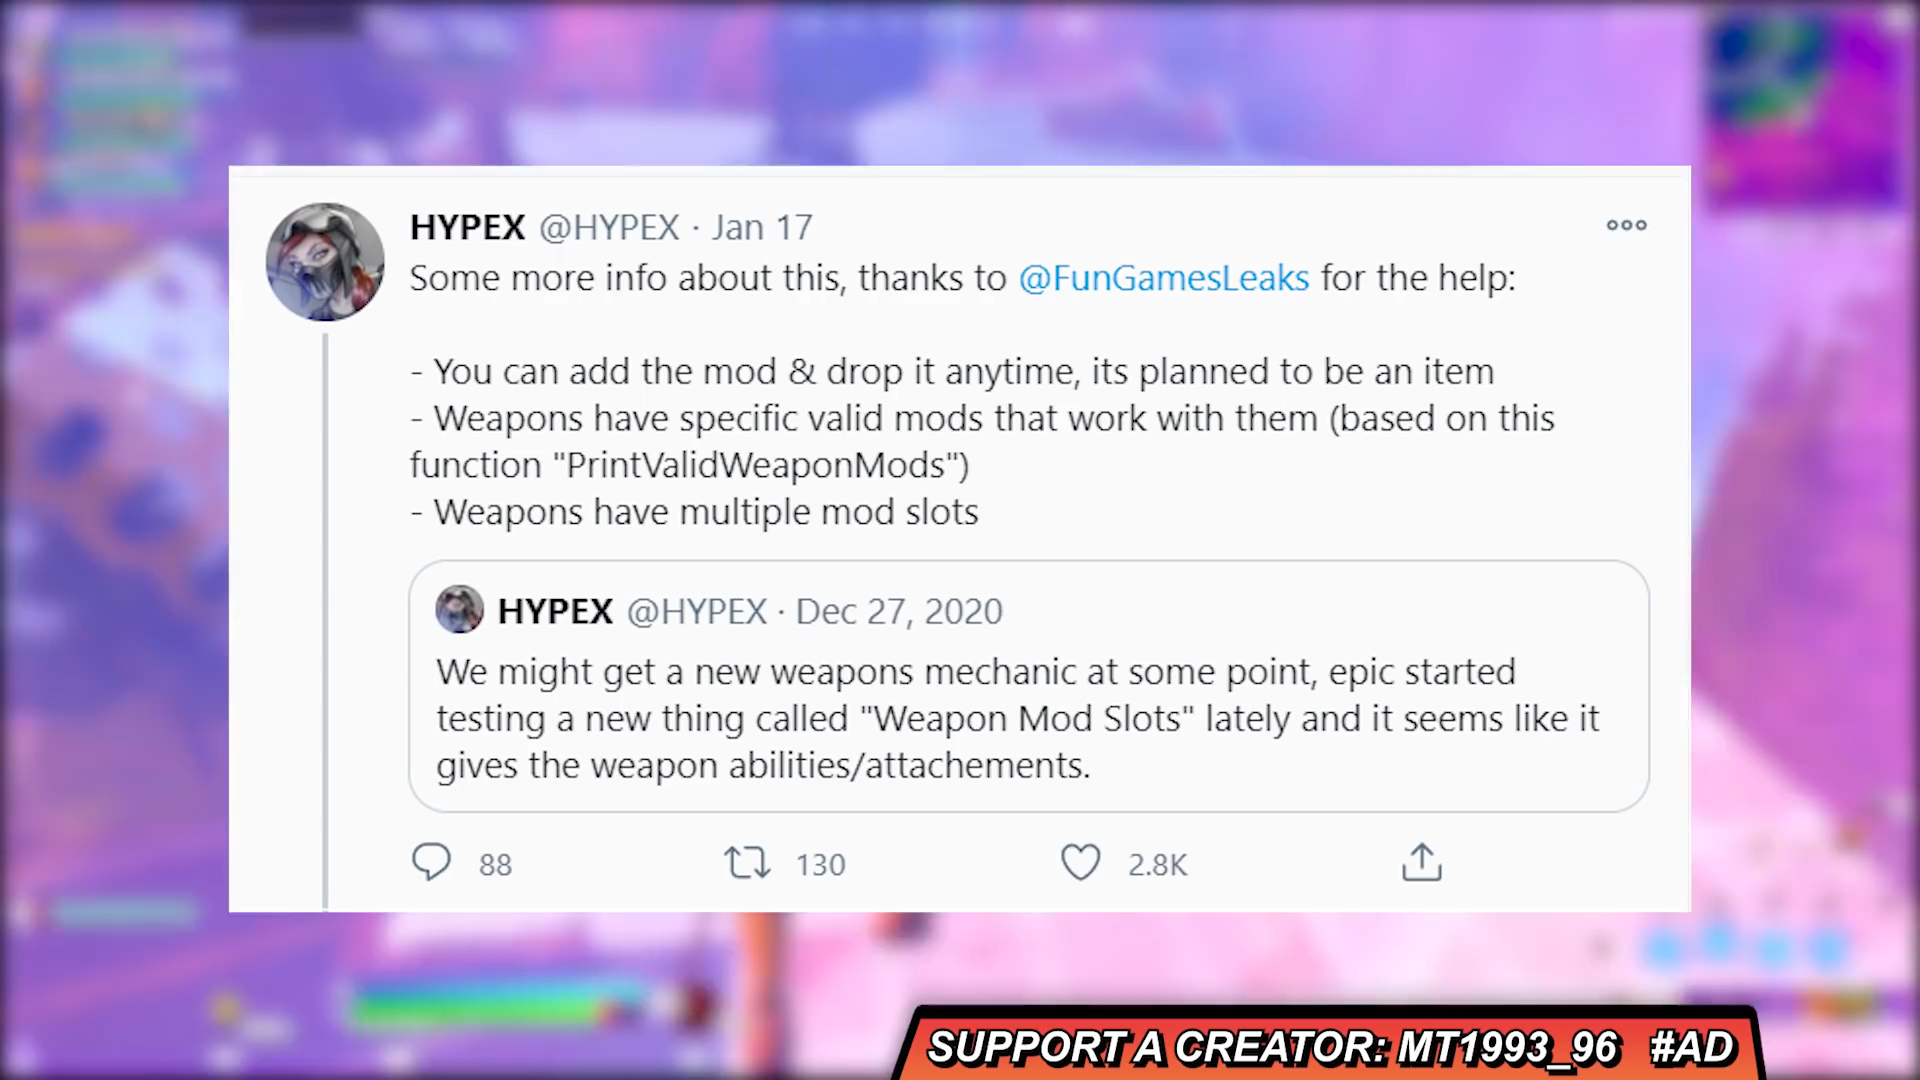 HYPEX @HYPEX · Jan 17
Some more info about this, thanks to @FunGamesLeaks for the help:
- You can add the mod & drop it anytime, its planned to be an item
- Weapons have specific valid mods that work with them (based on this
function "PrintValidWeaponMods")
- Weapons have multiple mod slots
HYPEX @HYPEX · Dec 27, 2020
We might get a new weapons mechanic at some point, epic started
testing a new thing called "Weapon Mod Slots" lately and it seems like it
gives the weapon abilities/attachements.
88 130 2.8K
SUPPORT A CREATOR: MT1993_96 #AD